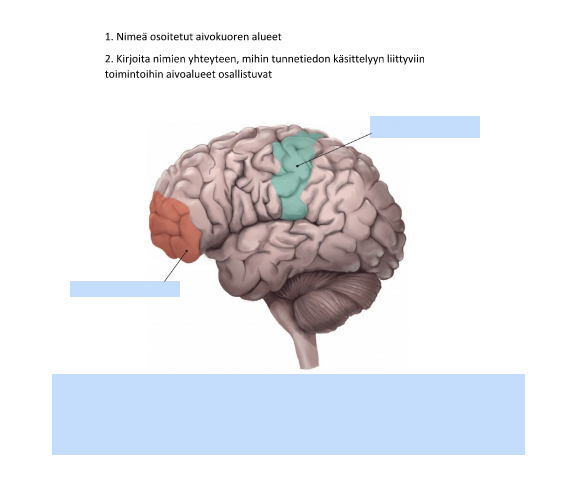 1. Nimeä osoitetut aivokuoren alueet
2. Kirjoita nimien yhteyteen, mihin tunnetiedon käsittelyyn liittyviin
toimintoihin aivoalueet osallistuvat